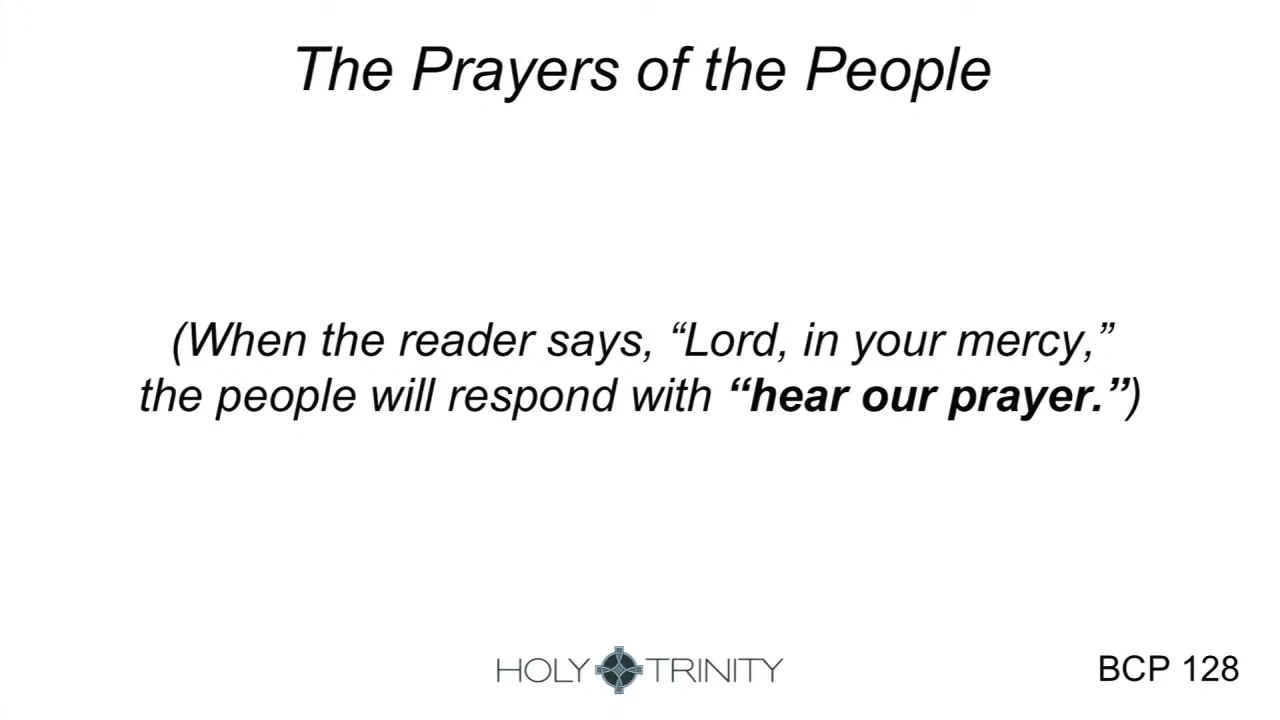 The Prayers of the People
(When the reader says, “Lord, in your mercy,”
the people will respond with “hear our prayer.”)
HOLY TRINITY
BCP 128